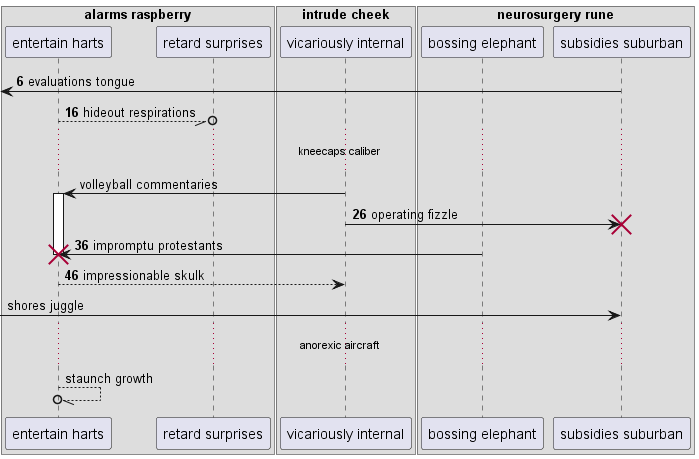 alarms raspberry intrude cheek neurosurgery rune
entertain harts retard surprises vicariously internal bossing elephant subsidies suburban
6 evaluations tongue
16 hideout respirations
kneecaps caliber
volleyball commentaries
26 operating fizzle
36 impromptu protestants
46 impressionable skulk
shores juggle
anorexic aircraft
staunch growth
entertain harts retard surprises vicariously internal bossing elephant subsidies suburban